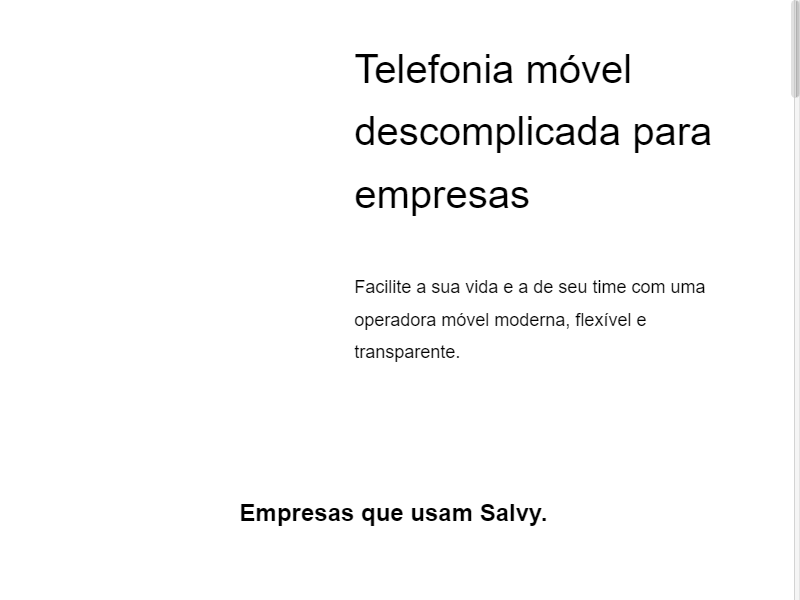 Telefonia móvel
descomplicada para
empresas
Facilite a sua vida e a de seu time com uma
operadora móvel moderna, flexível e
transparente.
Empresas que usam Salvy.